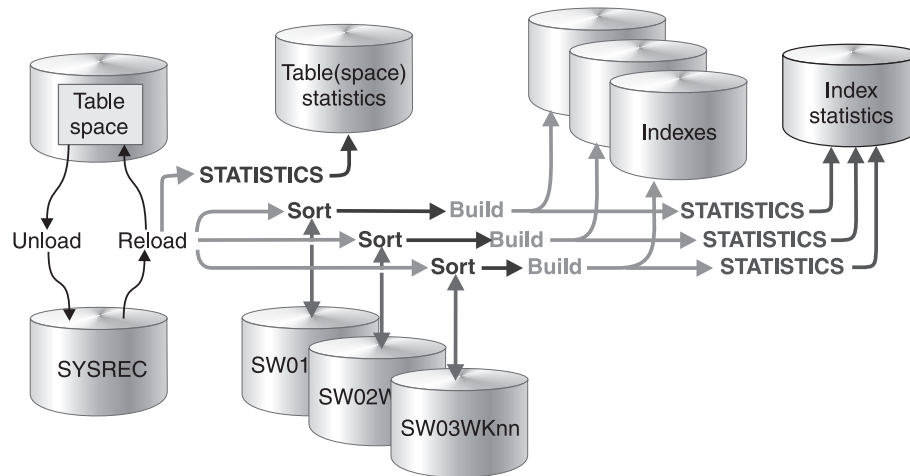 Table
space
Table(space)
statistics
Indexes
Index
statistics
STATISTICS
Sort
Build
STATISTICS
Unload
Reload
Sort
Build
STATISTICS
Sort
Build
STATISTICS
SYSREC
SW01
SW02W
SW03WKnn